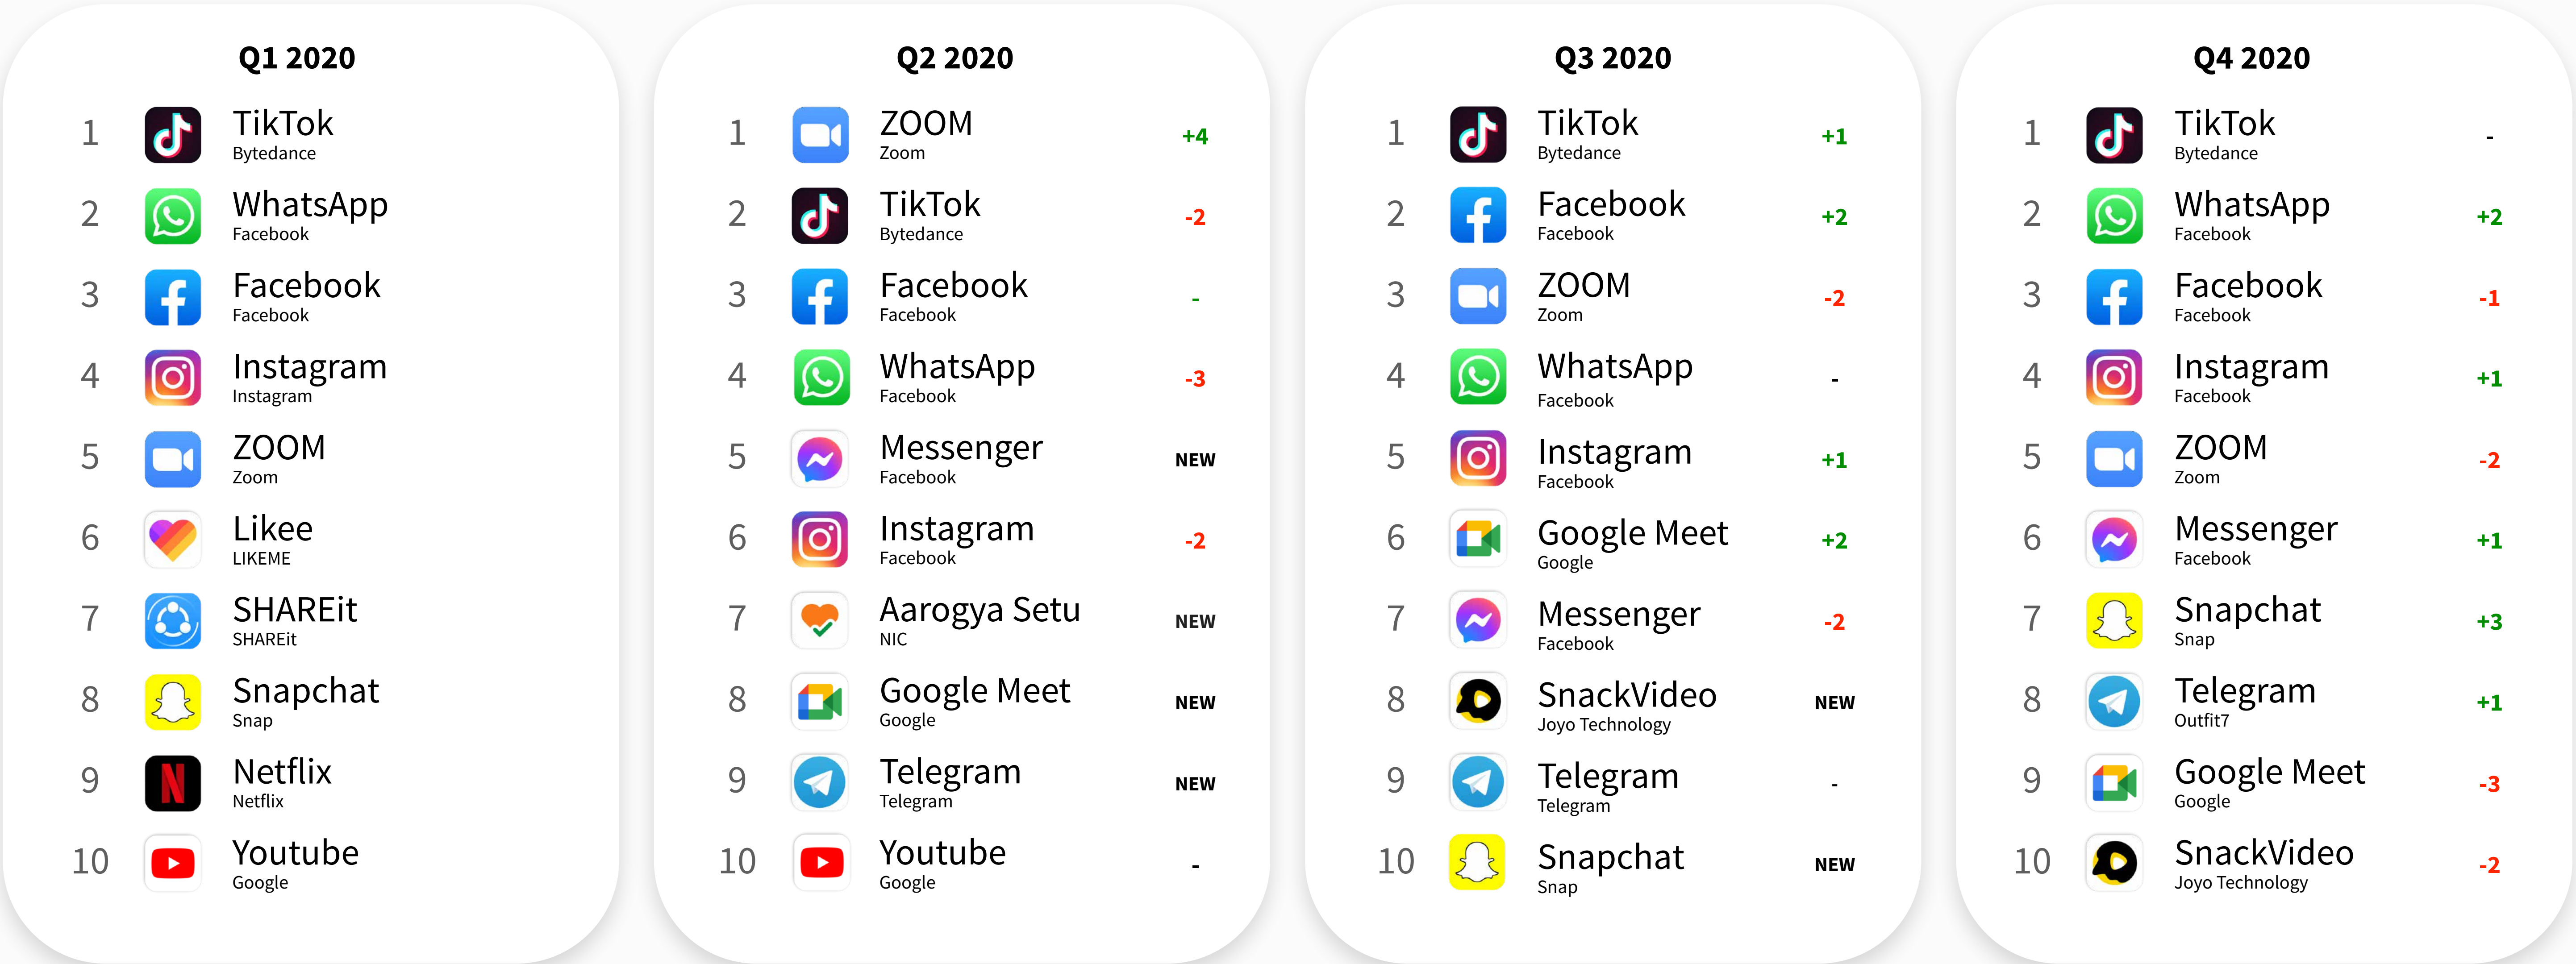 Q1 2020
1
TikTok
Bytedance
2
WhatsApp
Facebook
3
Facebook
Facebook
4
Instagram
Instagram
5
ZOOM
Zoom
6
Likee
LIKEME
7
SHAREit
SHAREit
8
Snapchat
Snap
9
Netflix
Netflix
10
Youtube
Google
Q2 2020
1
ZOOM
Zoom
+4
2
TikTok
Bytedance
-2
3
Facebook
Facebook
-
4
WhatsApp
Facebook
-3
5
Messenger
Facebook
NEW
6
Instagram
Facebook
-2
7
Aarogya Setu
NIC
NEW
8
Google Meet
Google
NEW
9
Telegram
Telegram
NEW
10
Youtube
Google
-
Q3 2020
1
TikTok
Bytedance
+1
2
Facebook
Facebook
+2
3
ZOOM
Zoom
-2
4
WhatsApp
Facebook
-
5
Instagram
Facebook
+1
6
Google Meet
Google
+2
7
Messenger
Facebook
-2
8
SnackVideo
Joyo Technology
NEW
9
Telegram
Telegram
-
10
Snapchat
Snap
NEW
Q4 2020
1
TikTok
Bytedance
-
2
WhatsApp
Facebook
+2
3
Facebook
Facebook
-1
4
Instagram
Facebook
+1
5
ZOOM
Zoom
-2
6
Messenger
Facebook
+1
7
Snapchat
Snap
+3
8
Telegram
Outfit7
+1
9
Google Meet
Google
-3
10
SnackVideo
Joyo Technology
-2